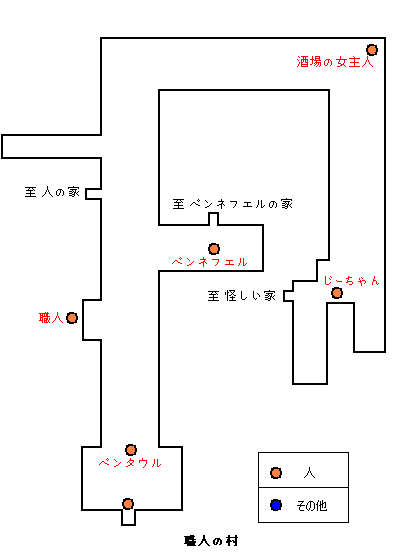 酒場の女主人
至 人の家
至 ペンネフェルの家
ペンネフェル
じーちゃん
至 怪しい家
職人
ペンタウル
人
その他
職人の村